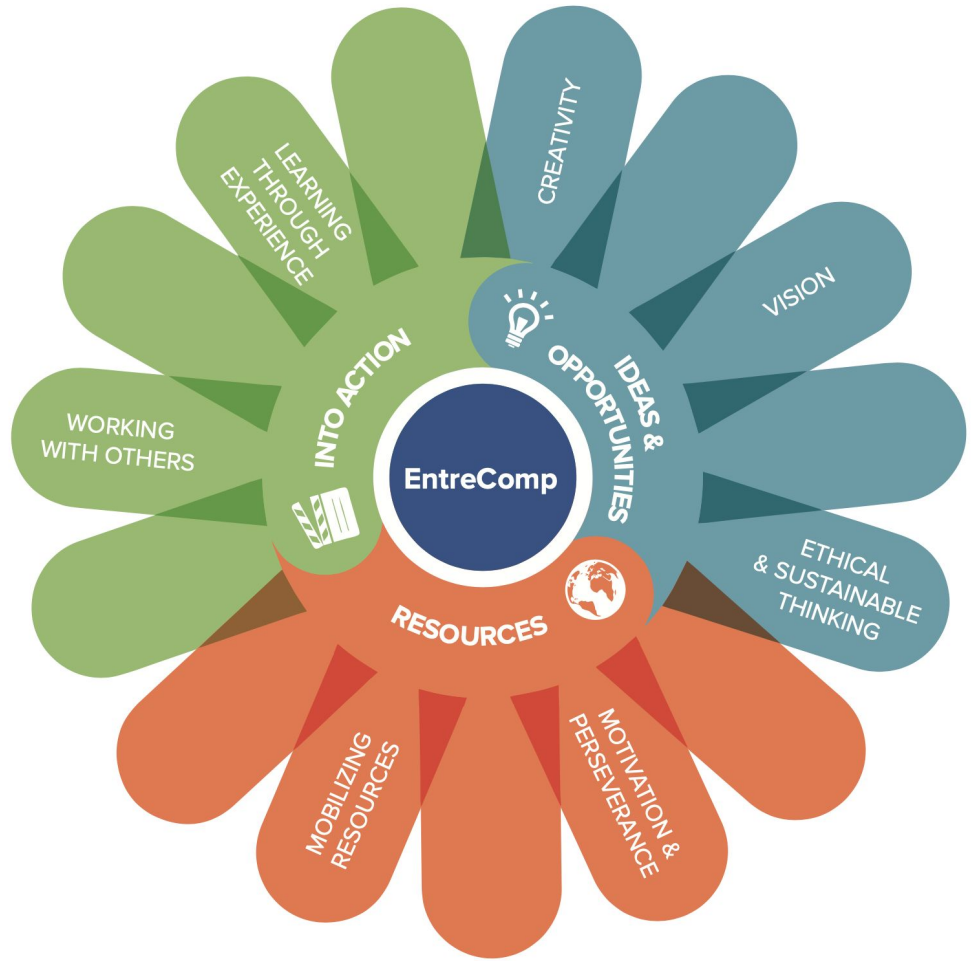 CREATIVITY
VISION
ETHICAL
& SUSTAINABLE
THINKING
MOTIVATION &
PERSEVERANCE
MOBILIZING
RESOURCES
WORKING
WITH OTHERS
LEARNING
THROUGH
EXPERIENCE
IDEAS &
OPPORTUNITIES
RESOURCES
INTO ACTION
EntreComp